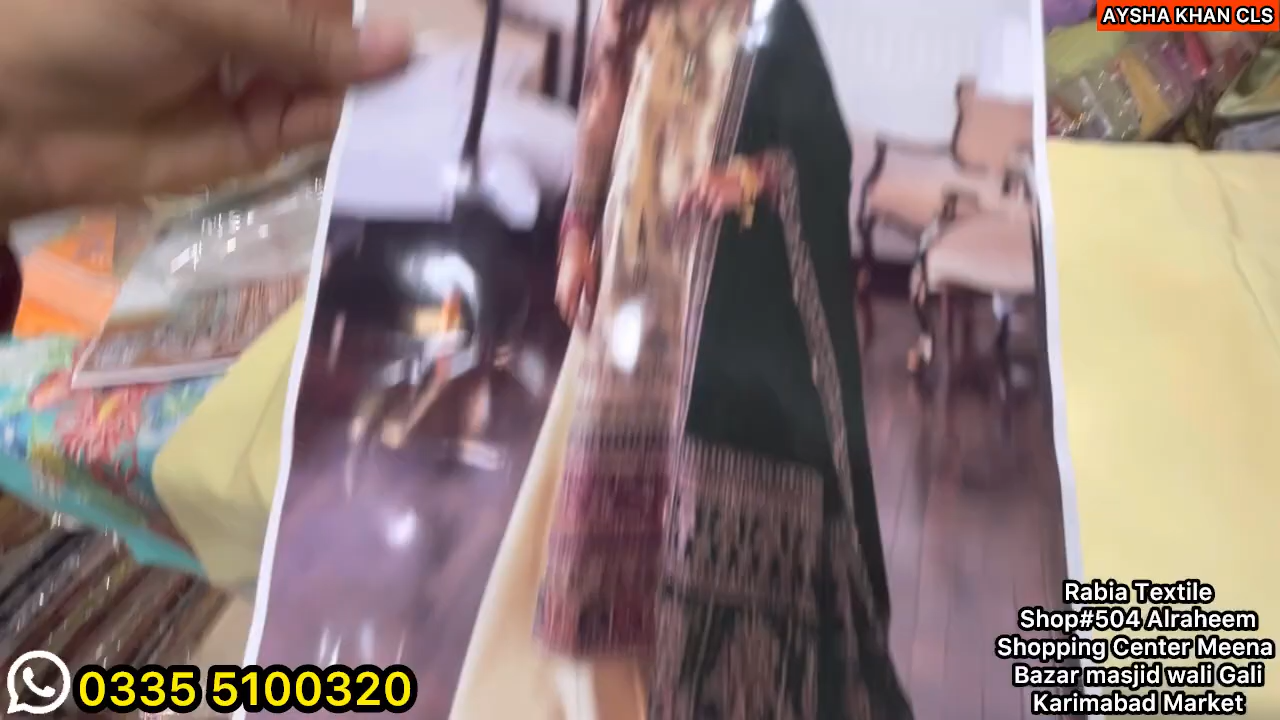 AYSHA KHAN CLS
Rabia Textile
Shop#504 Alraheem
Shopping Center Meena
Bazar masjid wali Gali
Karimabad Market
0335 5100320